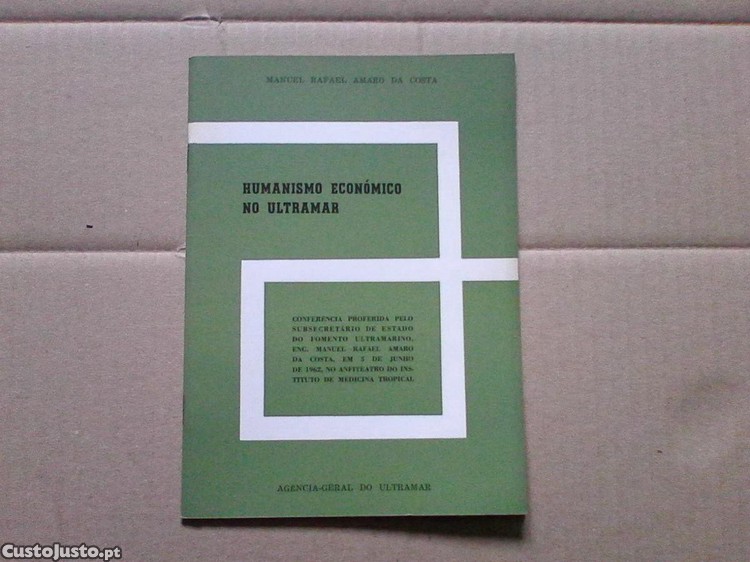 MANUEL RAFAEL AMARO DA COSTA
HUMANISMO ECONÓMICO
NO ULTRAMAR
CONFERÊNCIA PROFERIDA PELO
SUBSECRETÁRIO DE ESTADO
DO FOMENTO ULTRAMARINO,
ENG. MANUEL RAFAEL AMARO
DA COSTA, EM 2 DE JUNHO
DE 1962, NO ANFITEATRO DO INS-
TITUTO DE MEDICINA TROPICAL
AGÊNCIA-GERAL DO ULTRAMAR
CustoJusto.pt